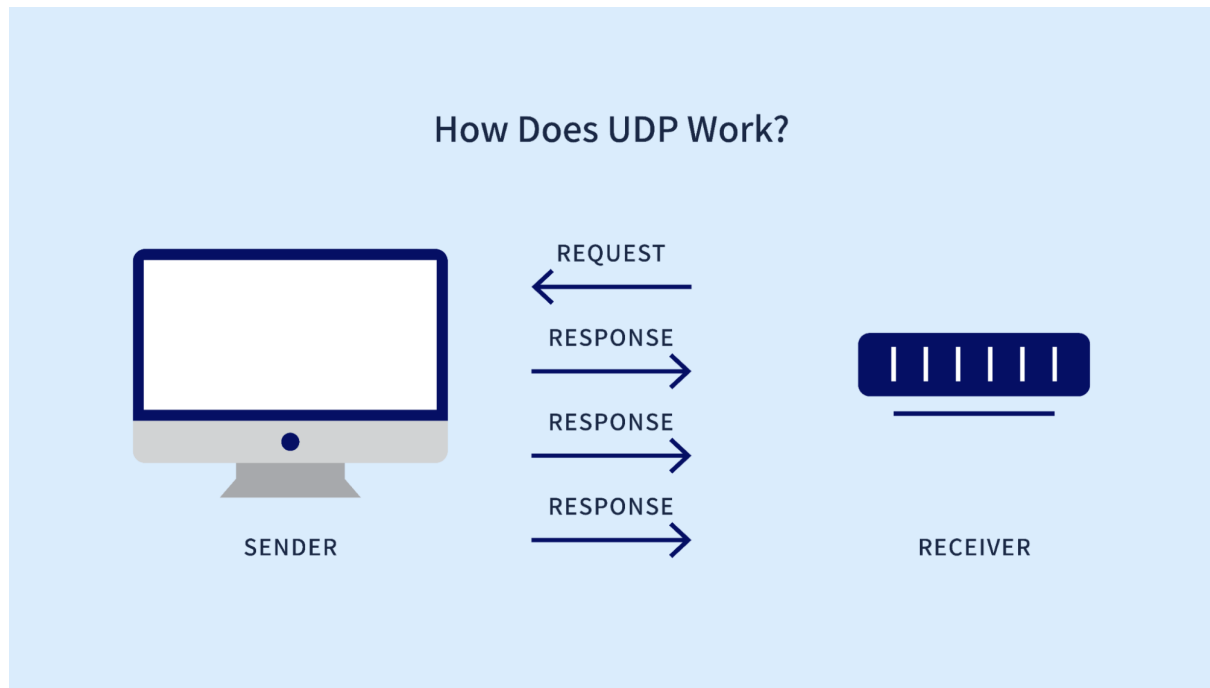 How Does UDP Work?
REQUEST
RESPONSE
RESPONSE
RESPONSE
SENDER
RECEIVER